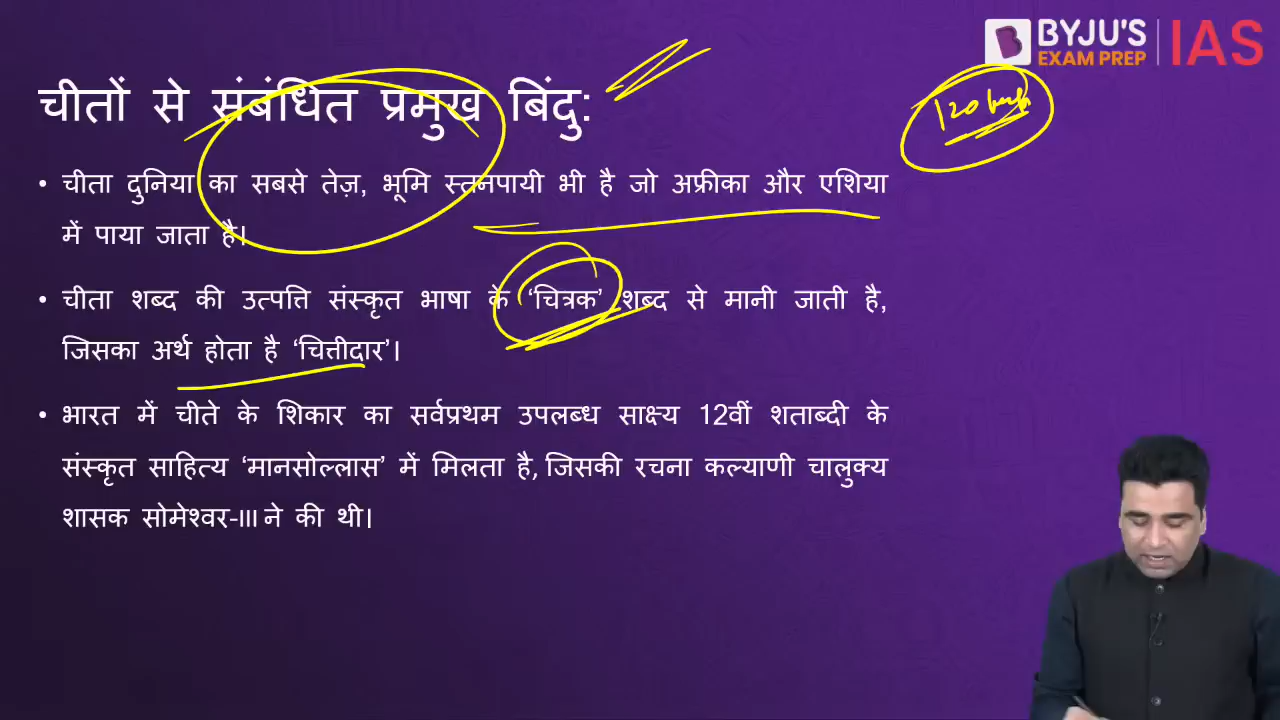 BYJU'S
EXAM PREP
IAS
चीतों से संबंधित प्रमुख बिंदु:
• चीता दुनिया का सबसे तेज़, भूमि स्तनपायी भी है जो अफ्रीका और एशिया
में पाया जाता है।
• चीता शब्द की उत्पत्ति संस्कृत भाषा के ‘चित्रक’ शब्द से मानी जाती है,
जिसका अर्थ होता है ‘चित्तीदार’।
• भारत में चीते के शिकार का सर्वप्रथम उपलब्ध साक्ष्य 12वीं शताब्दी के
संस्कृत साहित्य ‘मानसोल्लास’ में मिलता है, जिसकी रचना कल्याणी चालुक्य
शासक सोमेश्वर-III ने की थी।
120